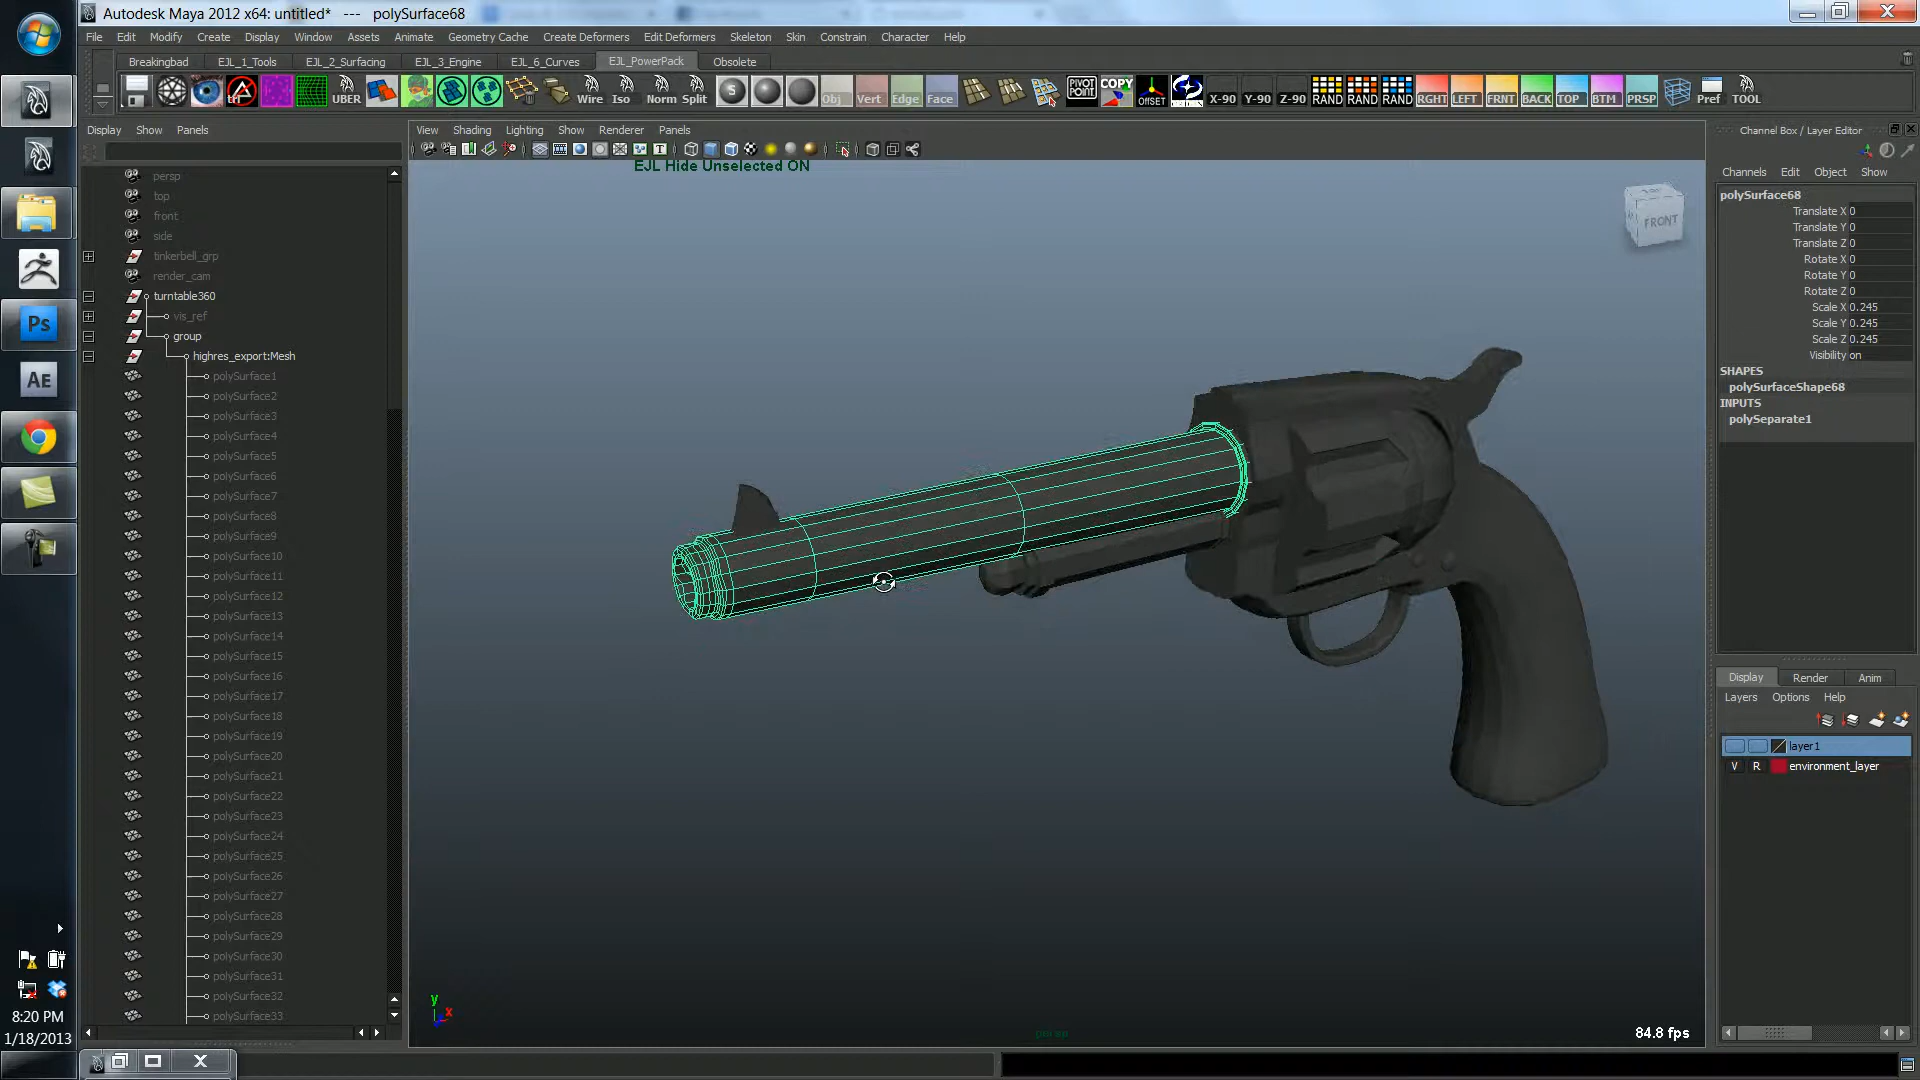 Autodesk Maya 2012 x64: untitled* --- polySurface68
File Edit Modify Create Display Window Assets Animate Geometry Cache Create Deformers Edit Deformers Skeleton Skin Constrain Character Help
Breakingbad EJL_1_Tools EJL_2_Surfacing EJL_3_Engine EJL_6_Curves EJL_PowerPack Obsolete
tri UBER Wire Iso Norm Split S Obj Vert Edge Face PIVOT POINT COPY OFFSET X-90 Y-90 Z-90 RAND RAND RAND RGHT LEFT FRNT BACK TOP BTM PRSP Pref TOOL
Display Show Panels
View Shading Lighting Show Renderer Panels
Channel Box / Layer Editor
EJL Hide Unselected ON
Channels Edit Object Show
persp
top
front
side
tinkerbell_grp
render_cam
turntable360
vis_ref
group
highres_export:Mesh
polySurface1
polySurface2
polySurface3
polySurface4
polySurface5
polySurface6
polySurface7
polySurface8
polySurface9
polySurface10
polySurface11
polySurface12
polySurface13
polySurface14
polySurface15
polySurface16
polySurface17
polySurface18
polySurface19
polySurface20
polySurface21
polySurface22
polySurface23
polySurface24
polySurface25
polySurface26
polySurface27
polySurface28
polySurface29
polySurface30
polySurface31
polySurface32
polySurface33
FRONT
polySurface68
Translate X 0
Translate Y 0
Translate Z 0
Rotate X 0
Rotate Y 0
Rotate Z 0
Scale X 0.245
Scale Y 0.245
Scale Z 0.245
Visibility on
SHAPES
polySurfaceShape68
INPUTS
polySeparate1
Display Render Anim
Layers Options Help
layer1
V R environment_layer
y
x
persp
84.8 fps
Ps
AE
8:20 PM
1/18/2013